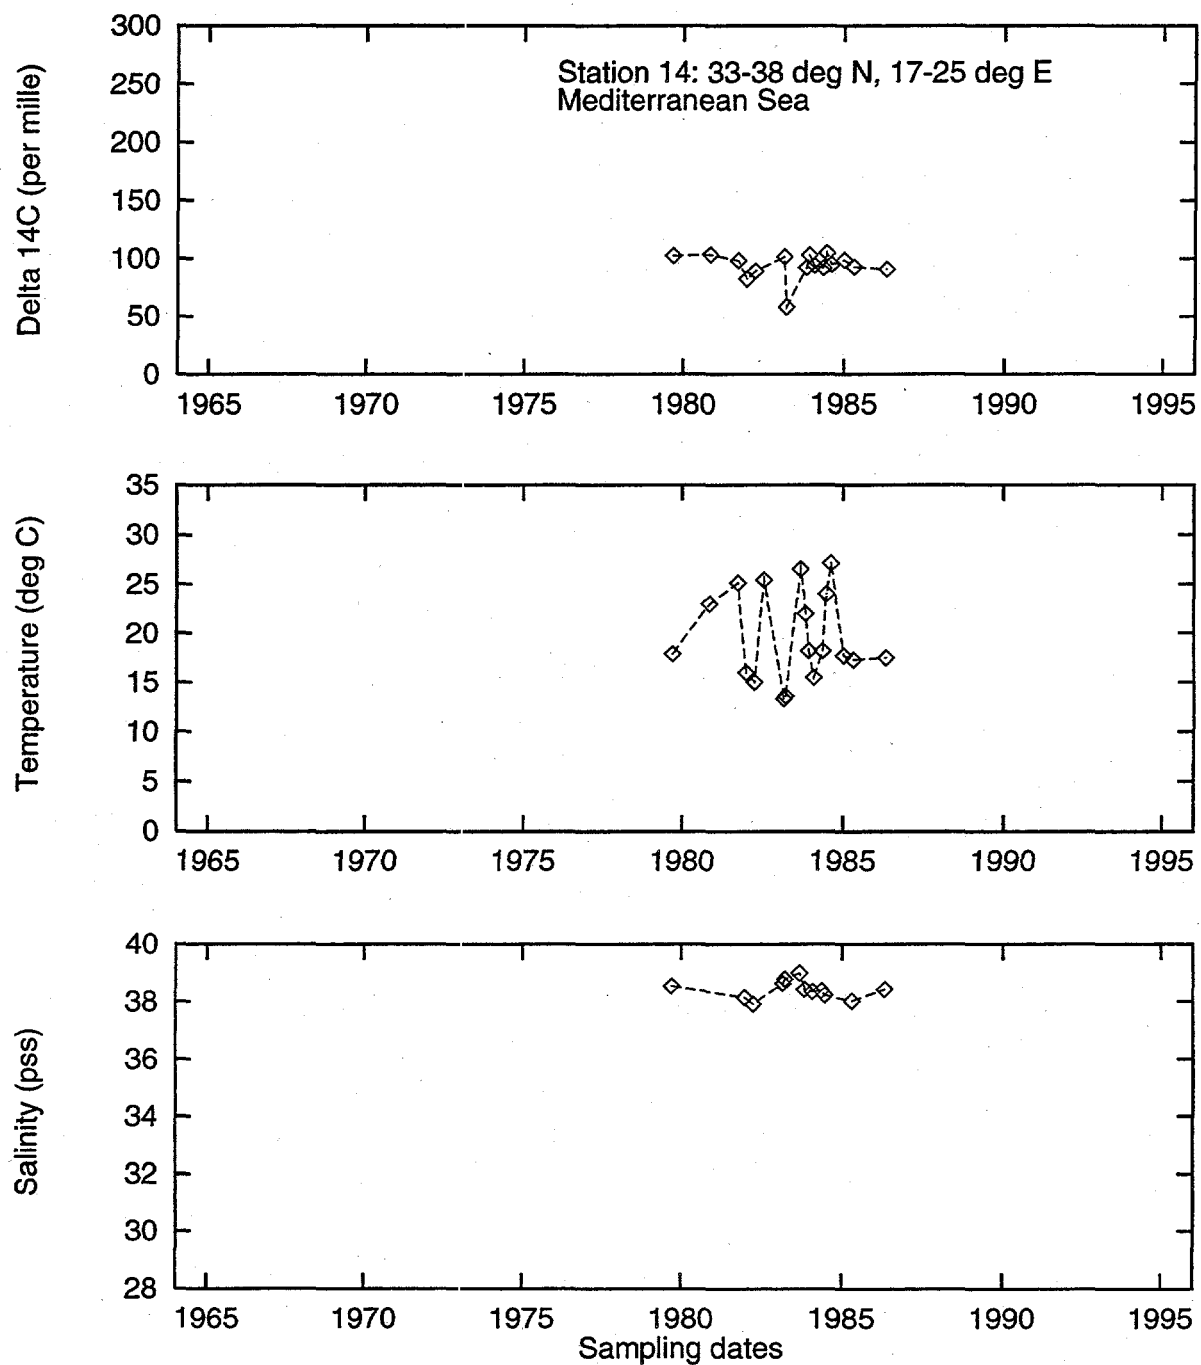 300
Station 14: 33-38 deg N, 17-25 deg E
Mediterranean Sea
250
200
150
100
50
0
Delta 14C (per mille)
1965 1970 1975 1980 1985 1990 1995
35
30
25
20
15
10
5
0
Temperature (deg C)
1965 1970 1975 1980 1985 1990 1995
40
38
36
34
32
30
28
Salinity (pss)
1965 1970 1975 1980 1985 1990 1995
Sampling dates